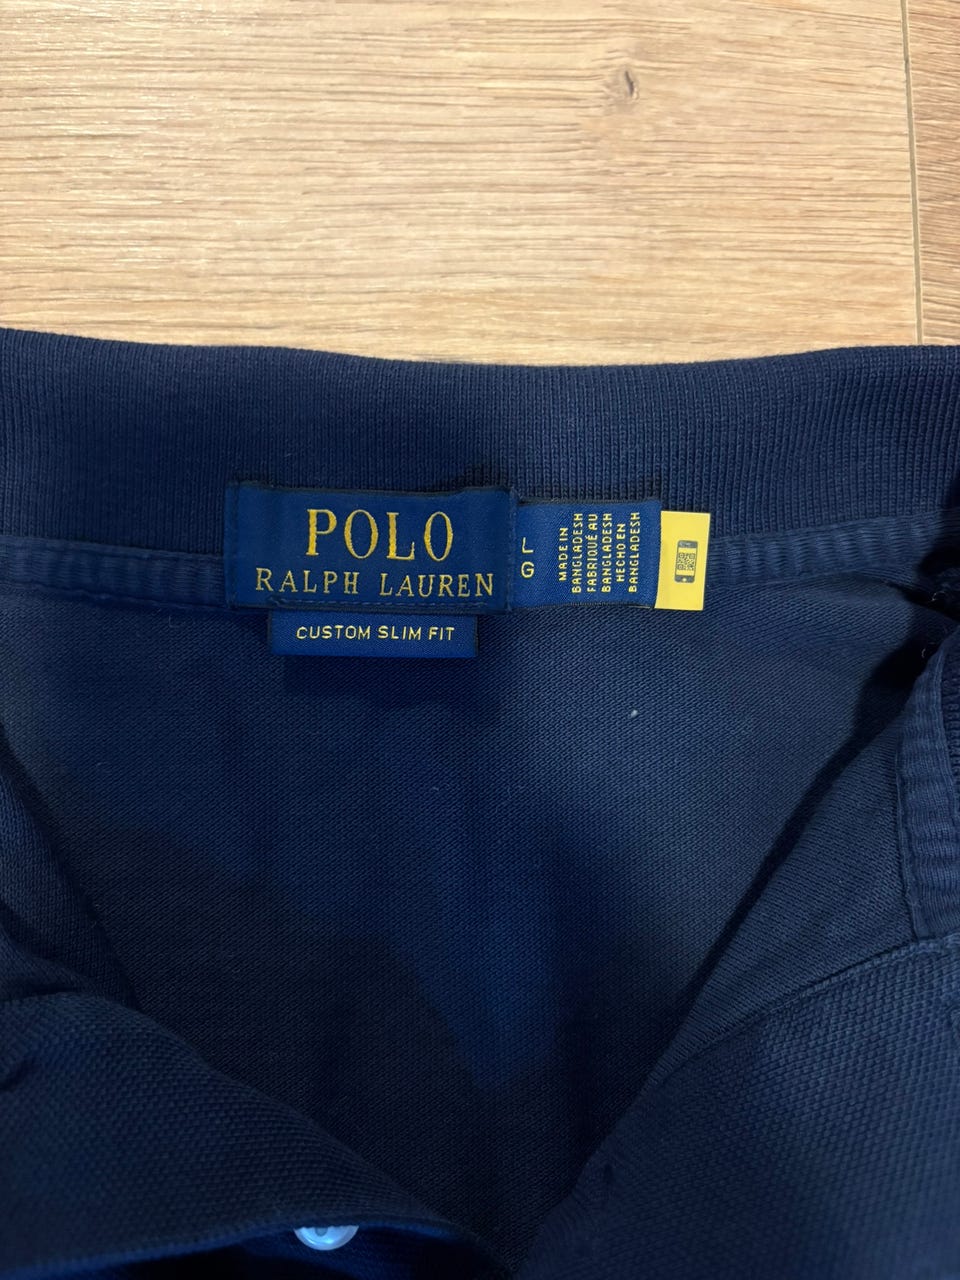 POLO
RALPH LAUREN
CUSTOM SLIM FIT
L
G
MADE IN
BANGLADESH
FABRIQUÉ AU
BANGLADESH
HECHO EN
BANGLADESH